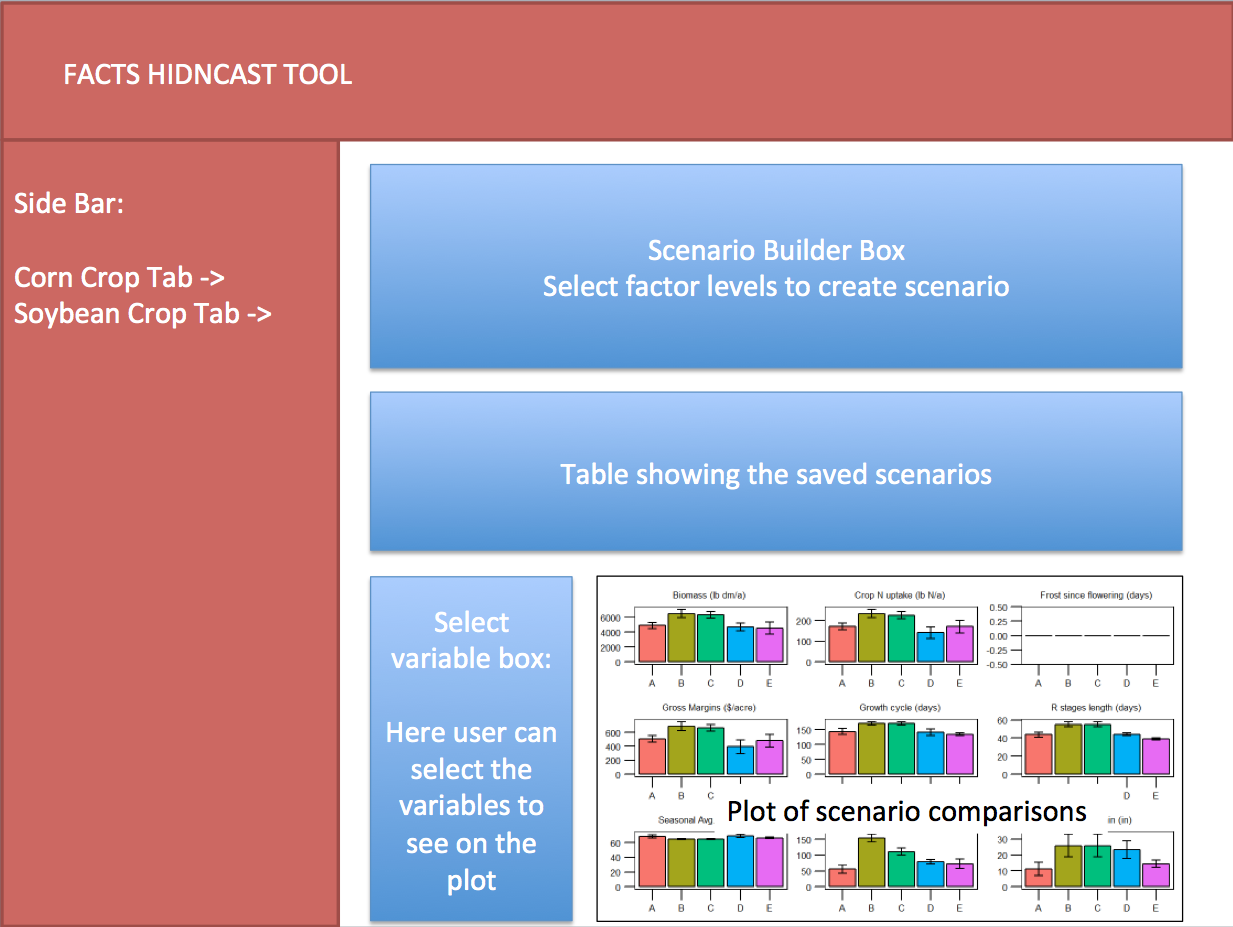 FACTS HIDNCAST TOOL
Side Bar:
Corn Crop Tab ->
Soybean Crop Tab ->
Scenario Builder Box
Select factor levels to create scenario
Table showing the saved scenarios
Select
variable box:
Here user can
select the
variables to
see on the
plot
Biomass (lb dm/a)
6000
4000
2000
0
A B C D E
Crop N uptake (lb N/a)
200
100
0
A B C D E
Frost since flowering (days)
0.50
0.25
0.00
-0.25
-0.50
A B C D E
Gross Margins ($/acre)
600
400
200
0
A B C
Growth cycle (days)
150
100
50
0
R stages length (days)
60
40
20
0
D E
Plot of scenario comparisons
Seasonal Avg
60
40
20
0
A B C D E
150
100
50
0
A B C D E
in (in)
30
20
10
0
A B C D E